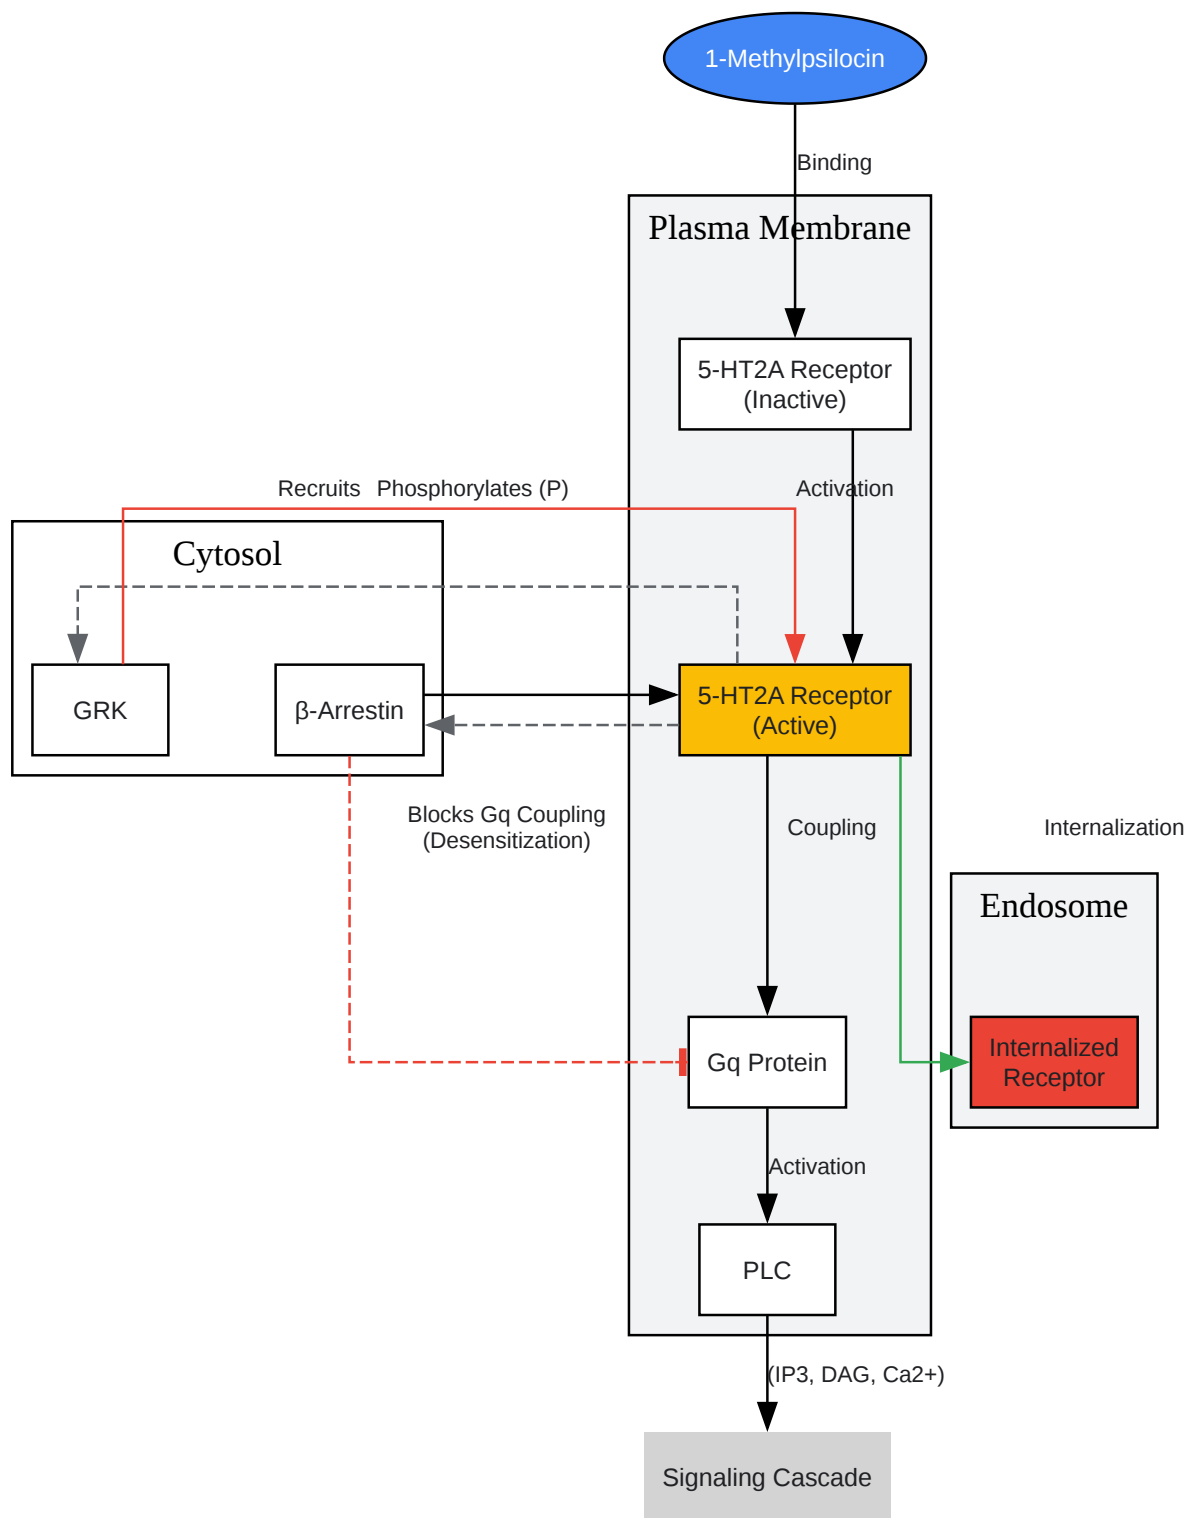 1-Methylpsilocin
Binding
Plasma Membrane
5-HT2A Receptor
(Inactive)
Recruits
Phosphorylates (P)
Activation
Cytosol
GRK
β-Arrestin
5-HT2A Receptor
(Active)
Blocks Gq Coupling
(Desensitization)
Coupling
Internalization
Endosome
Gq Protein
Internalized
Receptor
Activation
PLC
(IP3, DAG, Ca2+)
Signaling Cascade